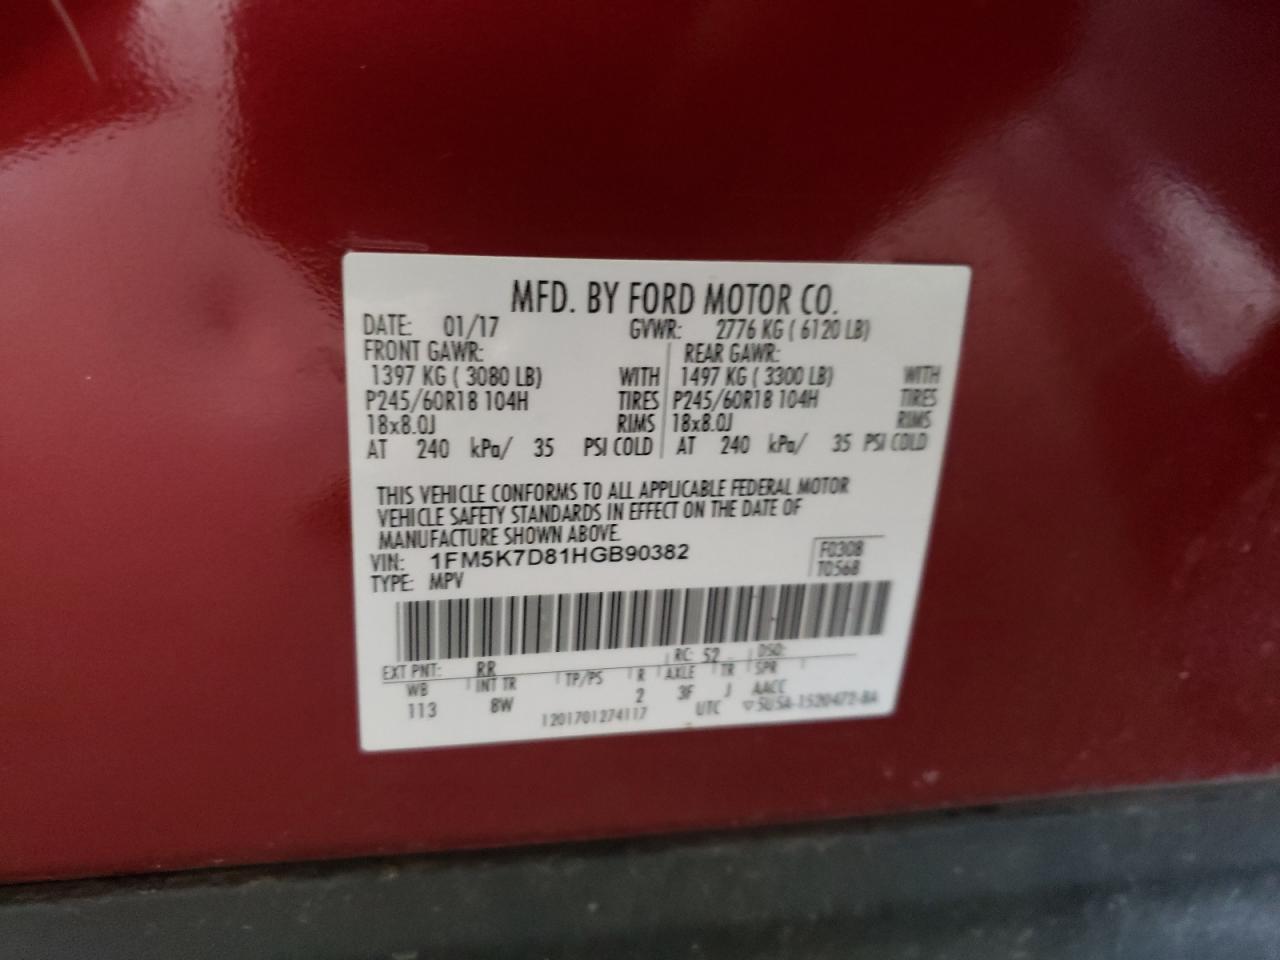 MFD. BY FORD MOTOR CO.
DATE: 01/17 GVWR: 2776 KG ( 6120 LB)
FRONT GAWR: REAR GAWR:
1397 KG ( 3080 LB) WITH 1497 KG ( 3300 LB) WITH
P245/60R18 104H TIRES P245/60R18 104H TIRES
18x8.0J RIMS 18x8.0J RIMS
AT 240 kPa/ 35 PSI COLD AT 240 kPa/ 35 PSI COLD
THIS VEHICLE CONFORMS TO ALL APPLICABLE FEDERAL MOTOR
VEHICLE SAFETY STANDARDS IN EFFECT ON THE DATE OF
MANUFACTURE SHOWN ABOVE.
VIN: 1FM5K7D81HGB90382 F0308
TYPE: MPV T0568
EXT PNT: RR RC: 52 DSO:
WB INT TR TP/PS R AXLE TR SPR
113 8W 2 3F J AACC
1201701274117 UTC ▽5U5A-1520472-BA